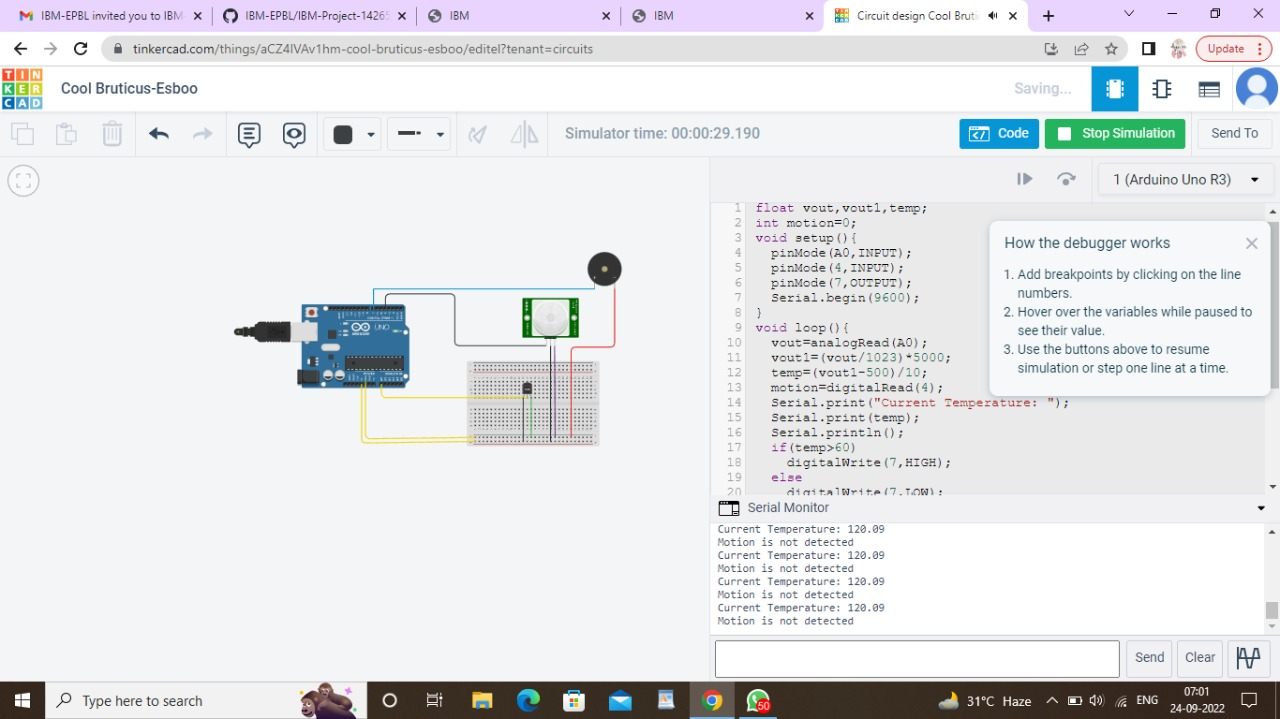 IBM-EPBL invited you to IBM-
IBM-EPBL/IBM-Project-14265
IBM
IBM
Circuit design Cool Bruti
tinkercad.com/things/aCZ4lVAv1hm-cool-bruticus-esboo/editel?tenant=circuits
Update
TIN
KER
CAD
Cool Bruticus-Esboo
Saving...
Simulator time: 00:00:29.190
Code
Stop Simulation
Send To
1 (Arduino Uno R3)
1 float vout,vout1,temp;
2 int motion=0;
3 void setup(){
4 pinMode(A0,INPUT);
5 pinMode(4,INPUT);
6 pinMode(7,OUTPUT);
7 Serial.begin(9600);
8 }
9 void loop(){
10 vout=analogRead(A0);
11 vout1=(vout/1023)*5000;
12 temp=(vout1-500)/10;
13 motion=digitalRead(4);
14 Serial.print("Current Temperature: ");
15 Serial.print(temp);
16 Serial.println();
17 if(temp>60)
18 digitalWrite(7,HIGH);
19 else
20 digitalWrite(7,LOW);
How the debugger works
1. Add breakpoints by clicking on the line
numbers.
2. Hover over the variables while paused to
see their value.
3. Use the buttons above to resume
simulation or step one line at a time.
Serial Monitor
Current Temperature: 120.09
Motion is not detected
Current Temperature: 120.09
Motion is not detected
Current Temperature: 120.09
Motion is not detected
Current Temperature: 120.09
Motion is not detected
Send
Clear
UNO
Type here to search
50
31°C Haze
ENG
07:01
24-09-2022